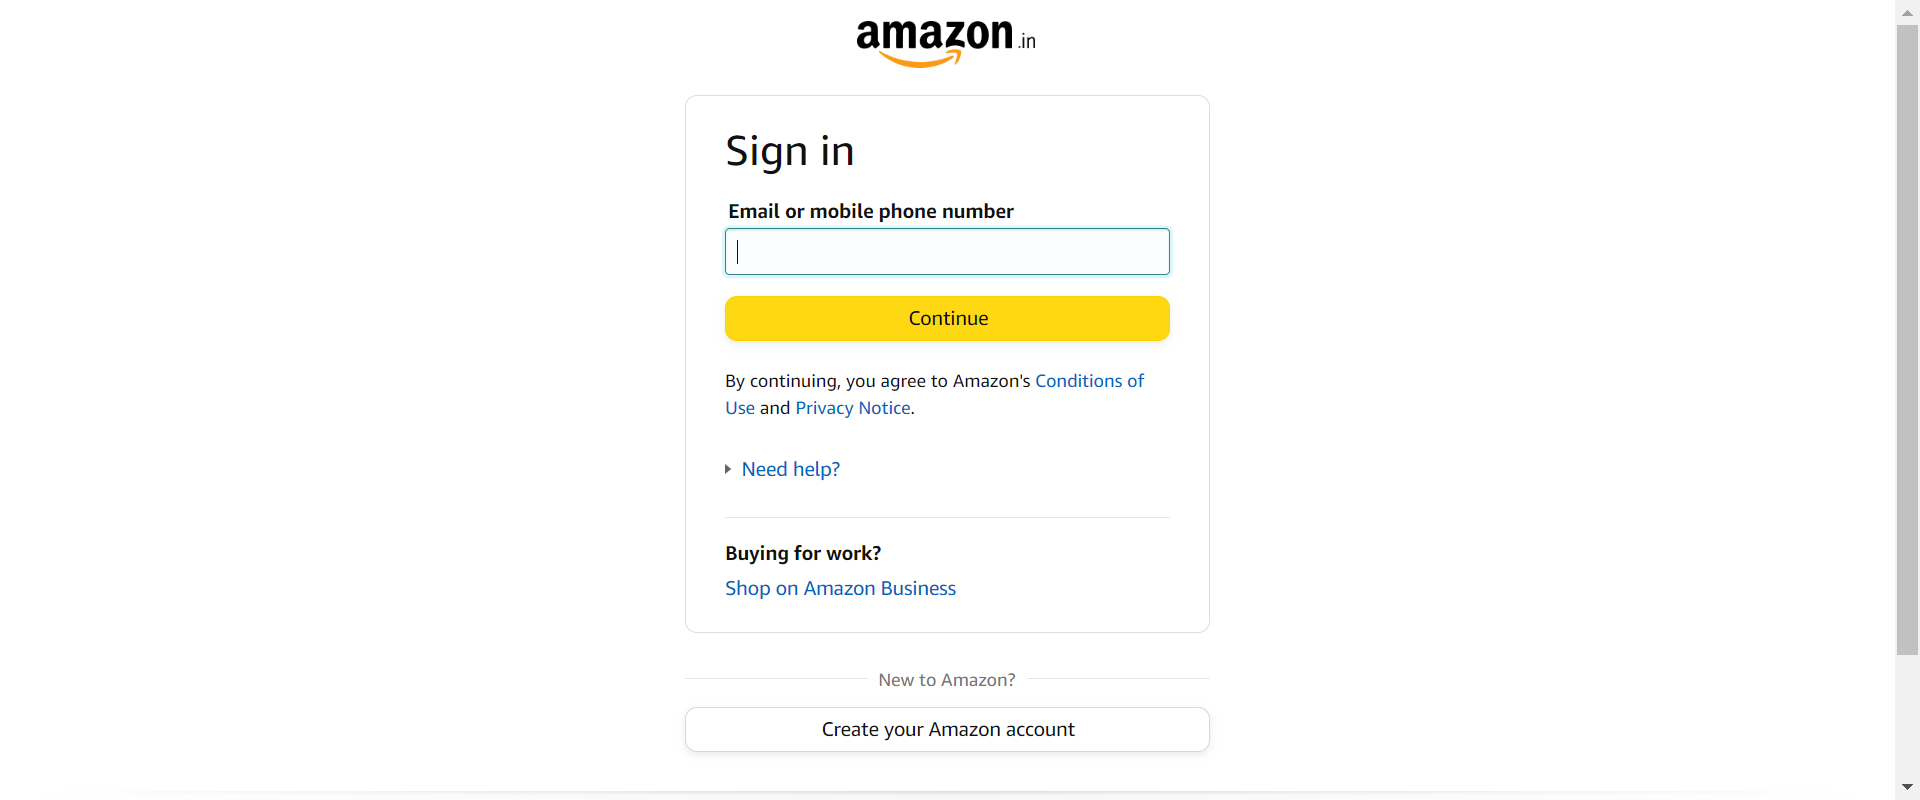 amazon.in
Sign in
Email or mobile phone number
Continue
By continuing, you agree to Amazon's Conditions of
Use and Privacy Notice.
Need help?
Buying for work?
Shop on Amazon Business
New to Amazon?
Create your Amazon account